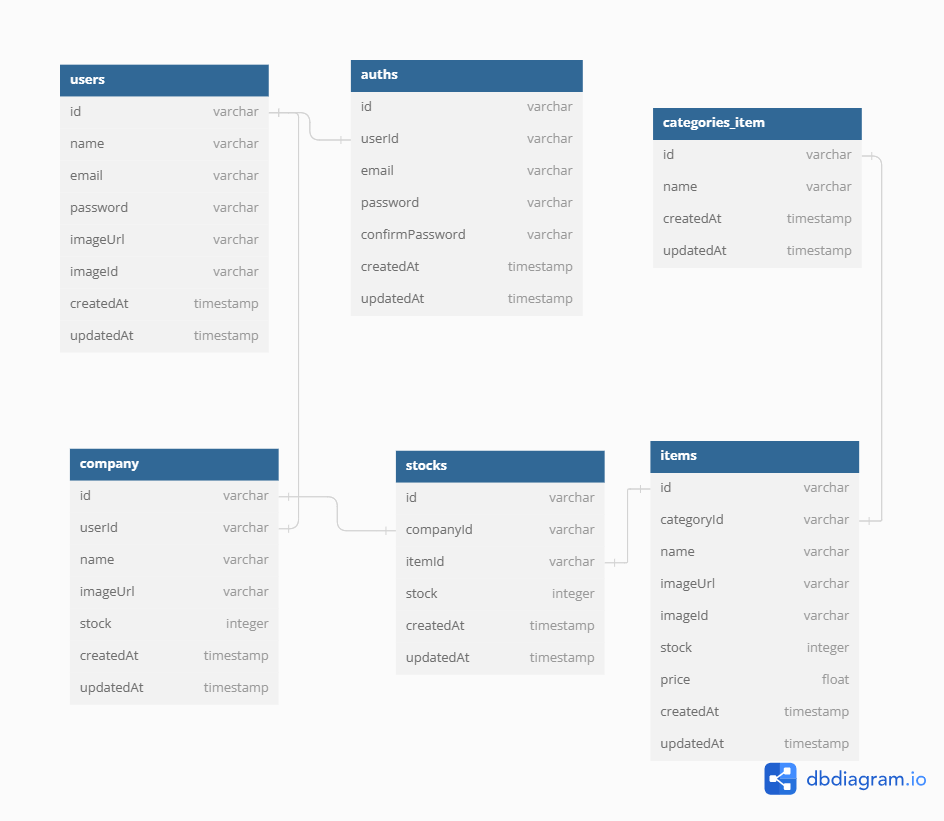 users
id varchar
name varchar
email varchar
password varchar
imageUrl varchar
imageId varchar
createdAt timestamp
updatedAt timestamp
auths
id varchar
userId varchar
email varchar
password varchar
confirmPassword varchar
createdAt timestamp
updatedAt timestamp
categories_item
id varchar
name varchar
createdAt timestamp
updatedAt timestamp
company
id varchar
userId varchar
name varchar
imageUrl varchar
stock integer
createdAt timestamp
updatedAt timestamp
stocks
id varchar
companyId varchar
itemId varchar
stock integer
createdAt timestamp
updatedAt timestamp
items
id varchar
categoryId varchar
name varchar
imageUrl varchar
imageId varchar
stock integer
price float
createdAt timestamp
updatedAt timestamp
dbdiagram.io